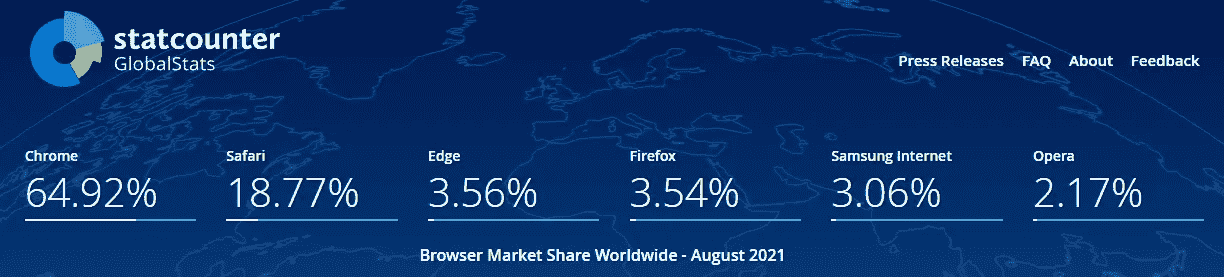 statcounter
GlobalStats
Press Releases FAQ About Feedback
Chrome Safari Edge Firefox Samsung Internet Opera
64.92% 18.77% 3.56% 3.54% 3.06% 2.17%
Browser Market Share Worldwide - August 2021